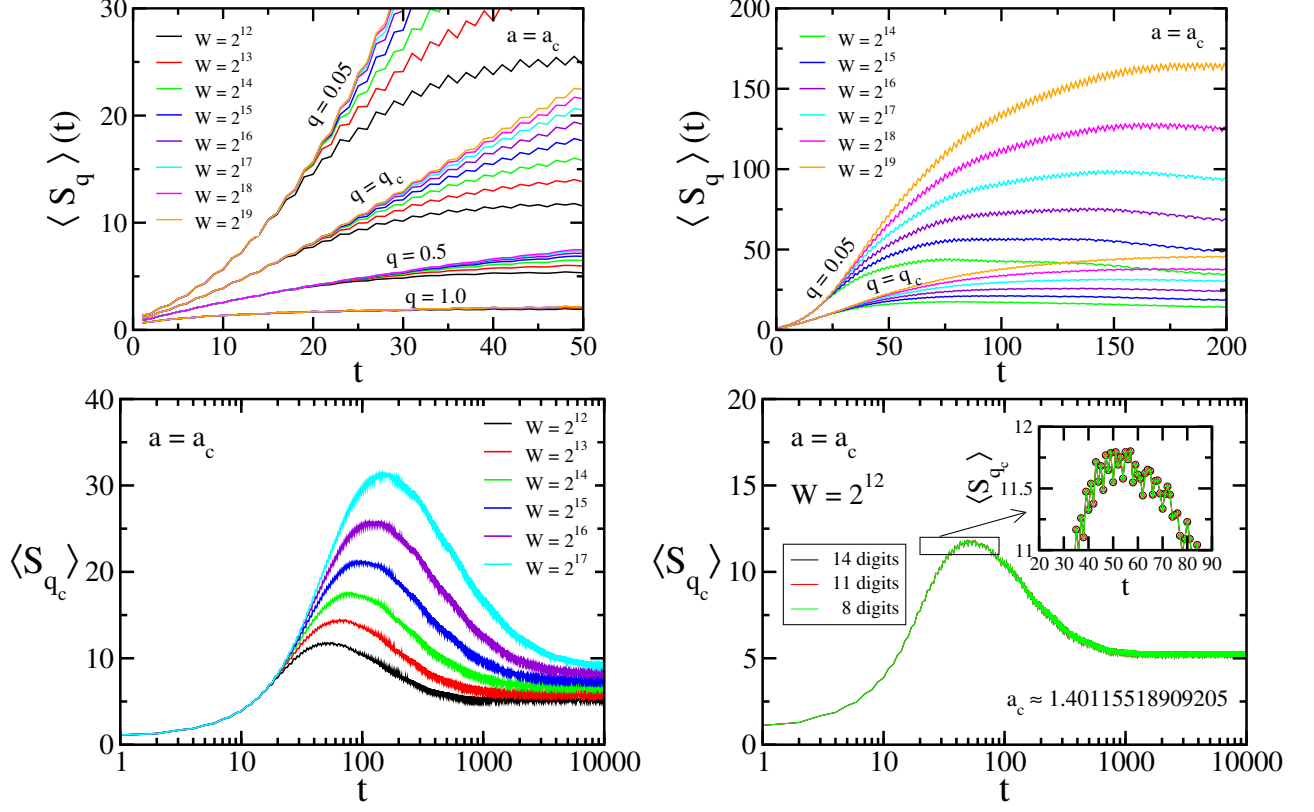 ⟨S_q⟩(t)
30
20
10
0
0
10
20
30
40
50
t
W = 2^12
W = 2^13
W = 2^14
W = 2^15
W = 2^16
W = 2^17
W = 2^18
W = 2^19
a = a_c
q = 0.05
q = q_c
q = 0.5
q = 1.0
⟨S_q⟩(t)
200
150
100
50
0
0
50
100
150
200
t
W = 2^14
W = 2^15
W = 2^16
W = 2^17
W = 2^18
W = 2^19
a = a_c
q = 0.05
q = q_c
⟨S_{q_c}⟩
40
30
20
10
0
1
10
100
1000
10000
t
a = a_c
W = 2^12
W = 2^13
W = 2^14
W = 2^15
W = 2^16
W = 2^17
⟨S_{q_c}⟩
20
15
10
5
0
1
10
100
1000
10000
t
a = a_c
W = 2^12
14 digits
11 digits
8 digits
a_c ≈ 1.40115518909205
⟨S_{q_c}⟩
12
11.5
11
20 30 40 50 60 70 80 90
t